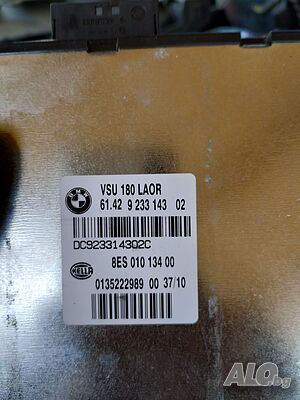 BMW
VSU 180 LAOR
61.42 9 233 143 02
DC923314302C
8ES 010 134 00
HELLA
0135222989 00 37/10
ALO.bg